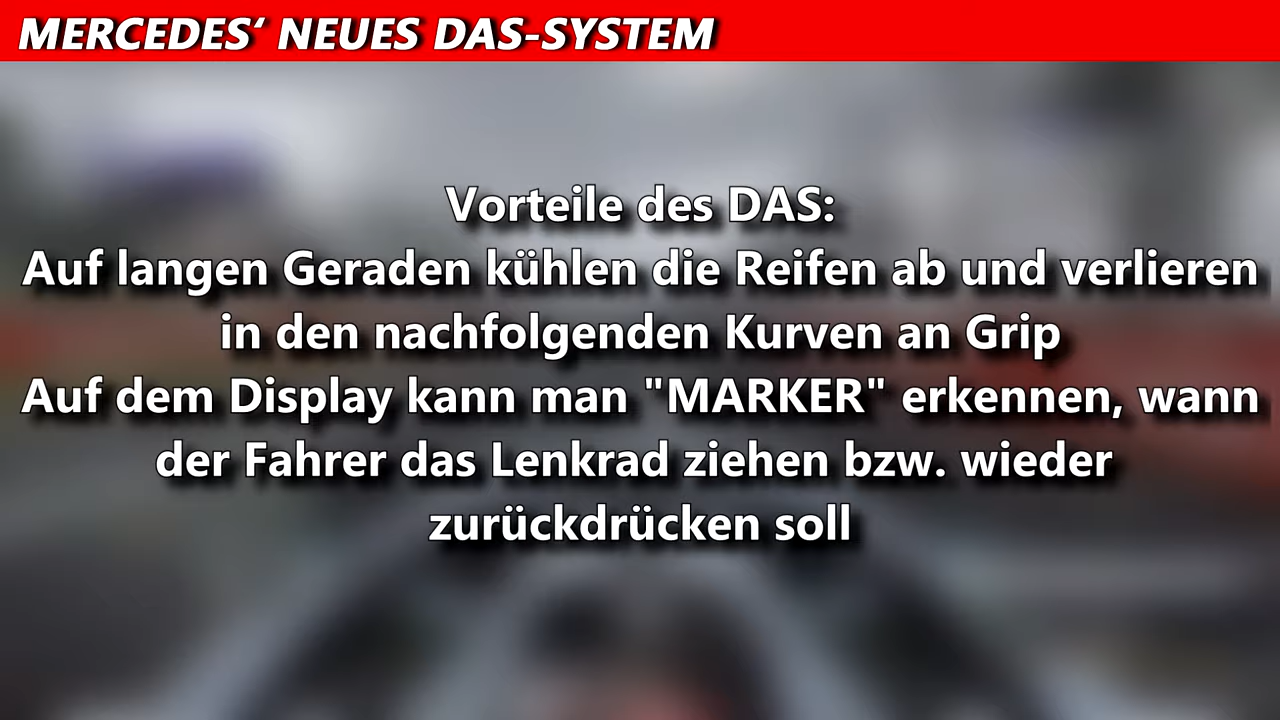 MERCEDES‘ NEUES DAS-SYSTEM
Vorteile des DAS:
Auf langen Geraden kühlen die Reifen ab und verlieren
in den nachfolgenden Kurven an Grip
Auf dem Display kann man "MARKER" erkennen, wann
der Fahrer das Lenkrad ziehen bzw. wieder
zurückdrücken soll